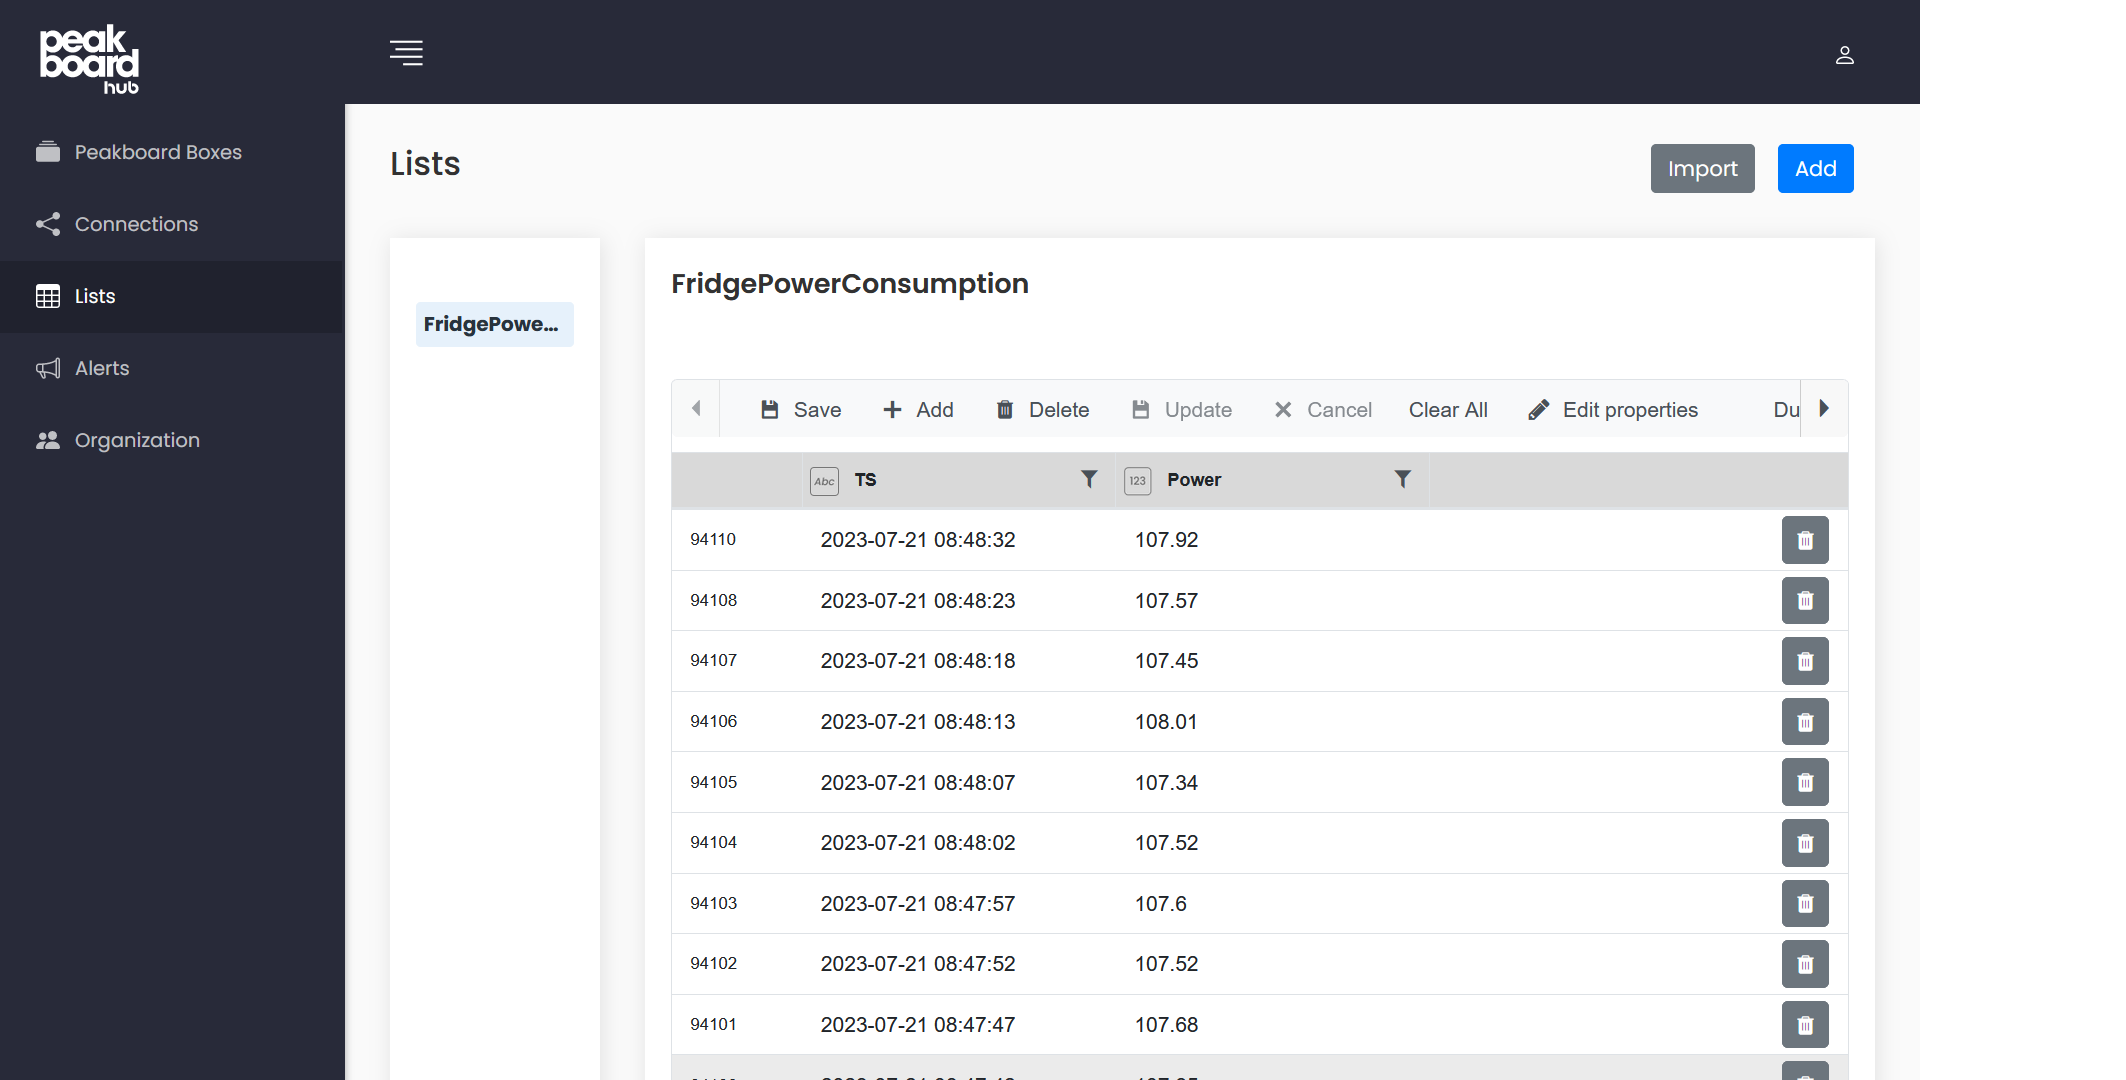 peak
board
hub
Peakboard Boxes
Connections
Lists
Alerts
Organization
Lists
Import
Add
FridgePowe...
FridgePowerConsumption
Save Add Delete Update Cancel Clear All Edit properties Du
Abc TS 123 Power
94110 2023-07-21 08:48:32 107.92
94108 2023-07-21 08:48:23 107.57
94107 2023-07-21 08:48:18 107.45
94106 2023-07-21 08:48:13 108.01
94105 2023-07-21 08:48:07 107.34
94104 2023-07-21 08:48:02 107.52
94103 2023-07-21 08:47:57 107.6
94102 2023-07-21 08:47:52 107.52
94101 2023-07-21 08:47:47 107.68